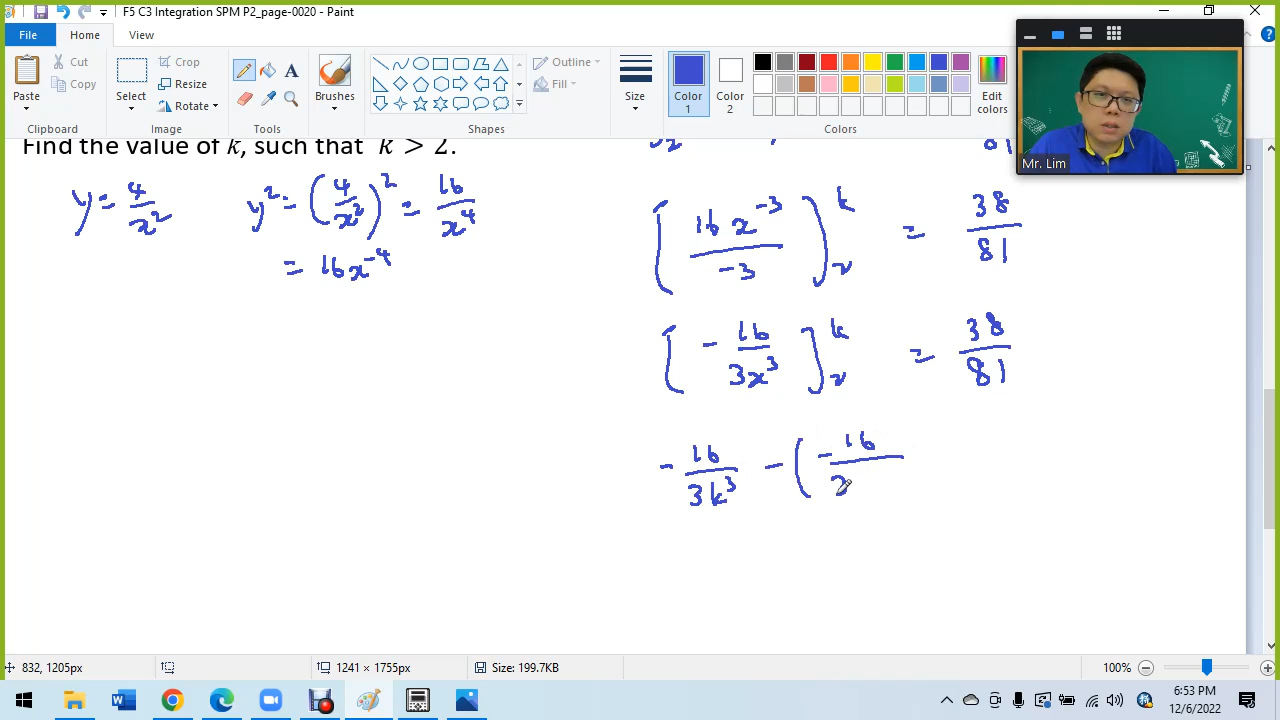 F5 C3 Integration SPM P2_page-0020 - Paint
File Home View
Paste Cut Copy Clipboard
Select Crop Resize Rotate Image
Tools
Brushes
Outline Fill Shapes
Size
Color 1 Color 2 Edit colors Colors
Mr. Lim
Find the value of k, such that k > 2.
y = 4/x² y² = (4/x²)² = 16/x⁴
= 16x⁻⁴
[16x⁻³/-3]₂ᵏ = 38/81
[-16/3x³]₂ᵏ = 38/81
-16/3k³ - (-16/
832, 1205px 1241 × 1755px Size: 199.7KB 100%
6:53 PM
12/6/2022